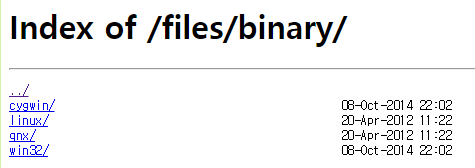 Index of /files/binary/
../
cygwin/ 08-Oct-2014 22:02
linux/ 20-Apr-2012 11:22
qnx/ 20-Apr-2012 11:22
win32/ 08-Oct-2014 22:02